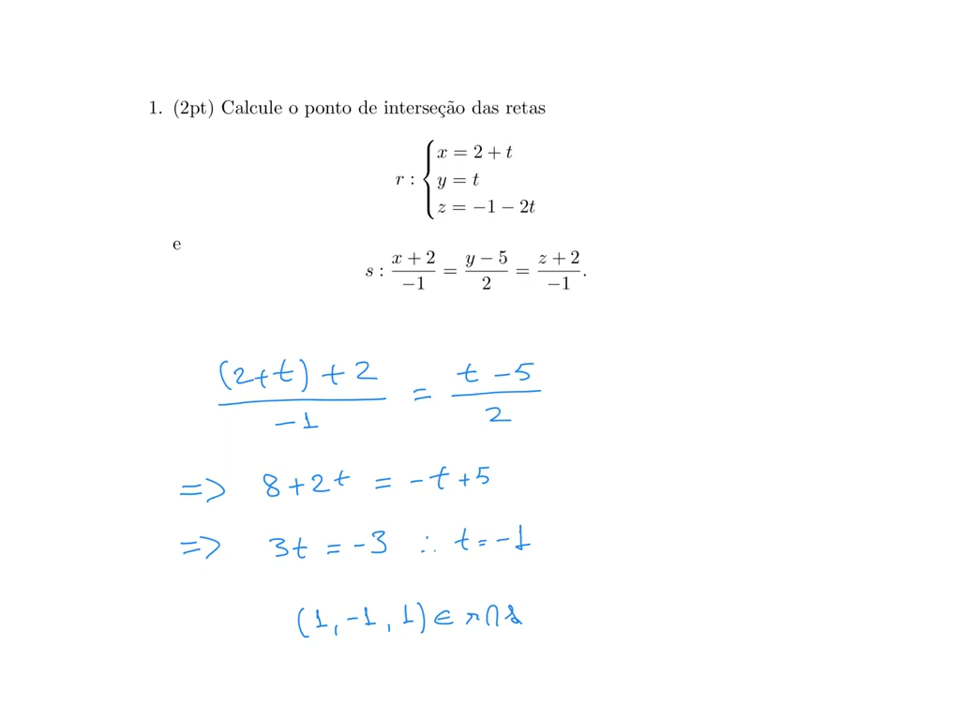 1. (2pt) Calcule o ponto de interseção das retas
r : { x = 2 + t
y = t
z = −1 − 2t
e
s : (x + 2)/−1 = (y − 5)/2 = (z + 2)/−1.
((2+t)+2)/−1 = (t−5)/2
=> 8+2t = −t+5
=> 3t = −3 ∴ t=−1
(1,−1,1) ∈ r∩s